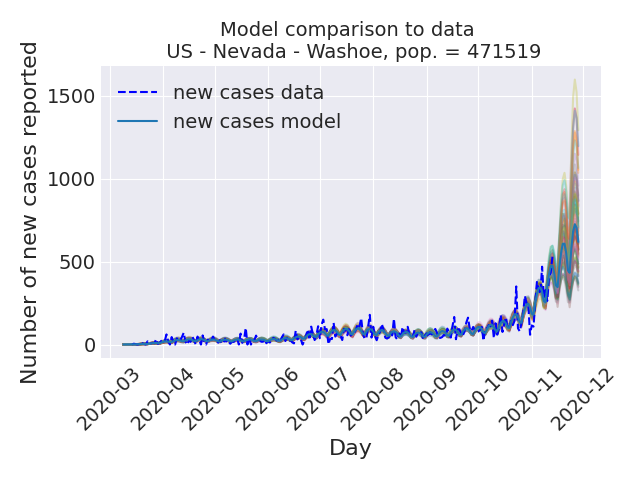 Model comparison to data
US - Nevada - Washoe, pop. = 471519
Number of new cases reported
1500
1000
500
0
new cases data
new cases model
2020-03
2020-04
2020-05
2020-06
2020-07
2020-08
2020-09
2020-10
2020-11
2020-12
Day